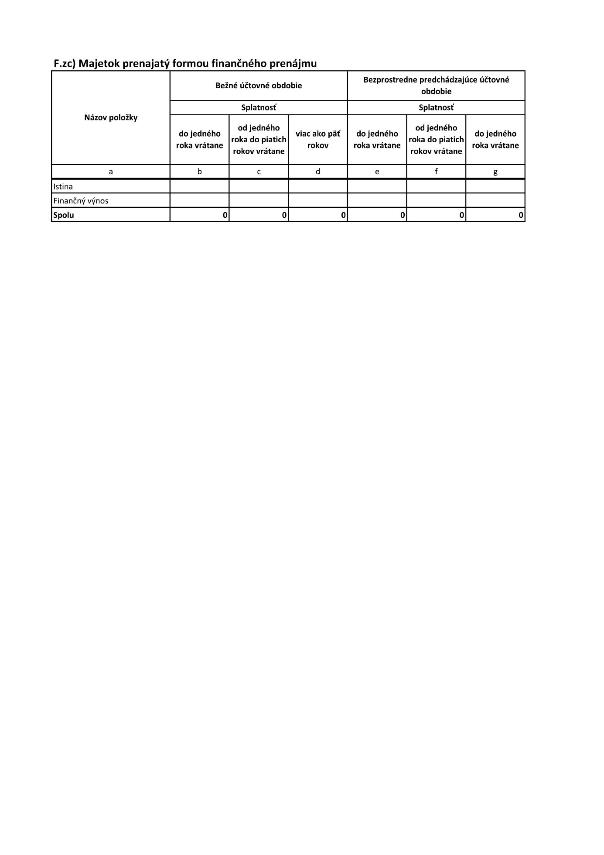 F.zc) Majetok prenajatý formou finančného prenájmu
Názov položky
Bežné účtovné obdobie
Bezprostredne predchádzajúce účtovné
obdobie
Splatnosť
Splatnosť
do jedného
roka vrátane
od jedného
roka do piatich
rokov vrátane
viac ako päť
rokov
do jedného
roka vrátane
od jedného
roka do piatich
rokov vrátane
do jedného
roka vrátane
a b c d e f g
Istina
Finančný výnos
Spolu 0 0 0 0 0 0